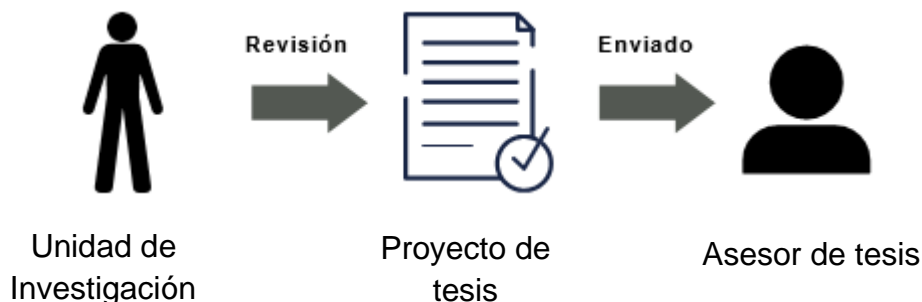 Revisión
Enviado
Unidad de
Investigación
Proyecto de
tesis
Asesor de tesis